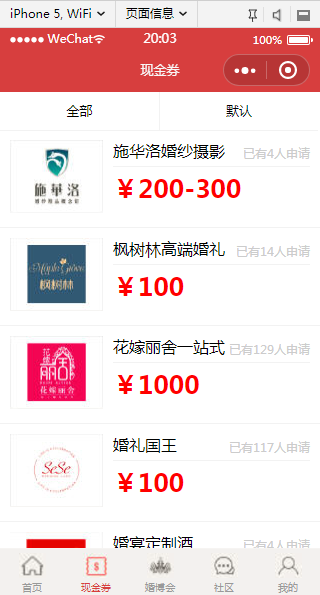 iPhone 5, WiFi 页面信息
WeChat 20:03 100%
现金券
全部 默认
施華洛
施华洛婚纱摄影 已有4人申请
¥200-300
Maple Grove
枫树林
枫树林高端婚礼 已有14人申请
¥100
花嫁丽舍
花嫁丽舍一站式 已有129人申请
¥1000
SeSe
婚礼国王 已有117人申请
¥100
婚宴定制酒 已有4人申请
首页 现金券 婚博会 社区 我的